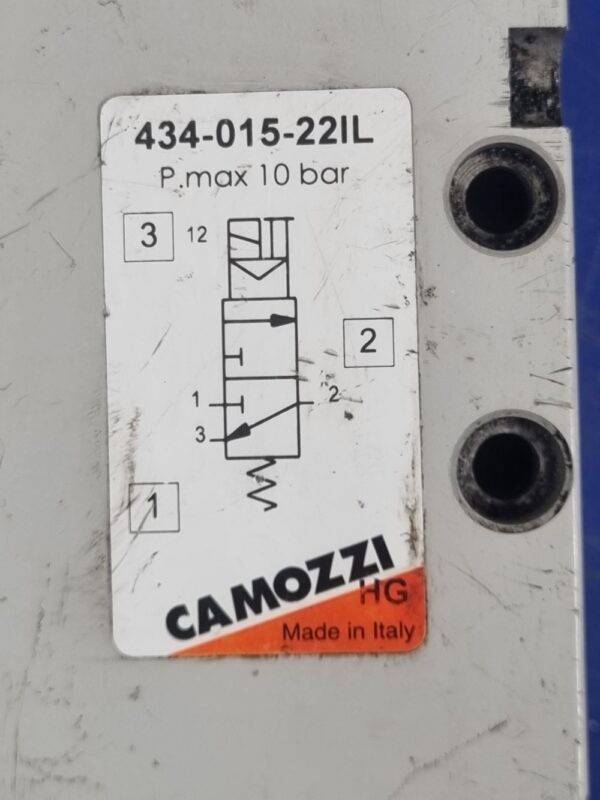 434-015-22IL
P.max 10 bar
3 12
2
1 2
3
1
CAMOZZI
HG
Made in Italy